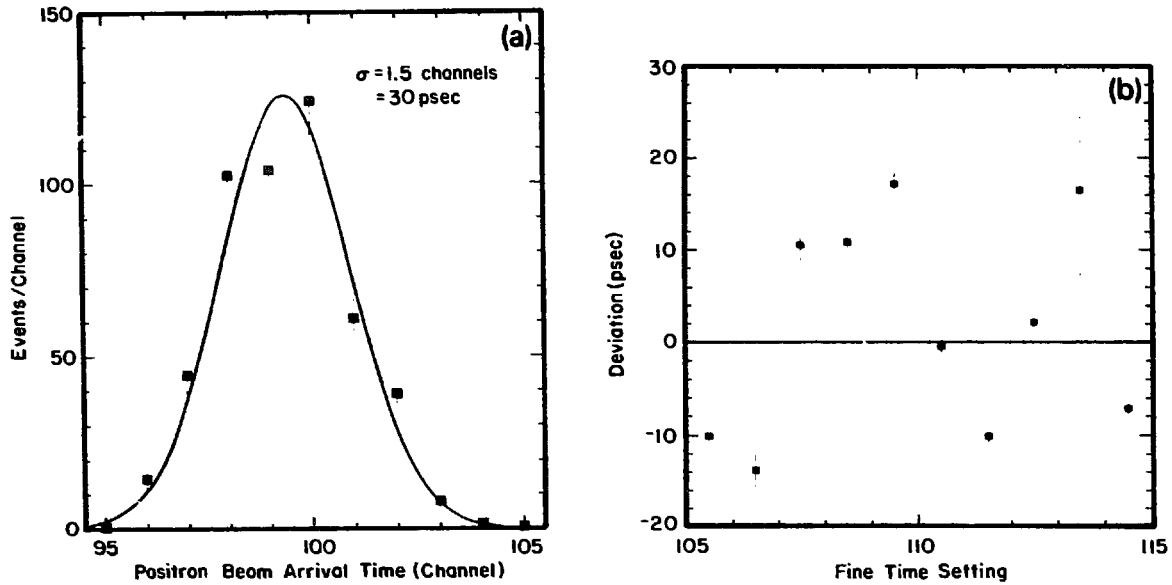 150
(a)
σ = 1.5 channels
= 30 psec
100
50
0
Events/Channel
95
100
105
Positron Beam Arrival Time (Channel)
30
(b)
20
10
0
-10
-20
Deviation (psec)
105
110
115
Fine Time Setting